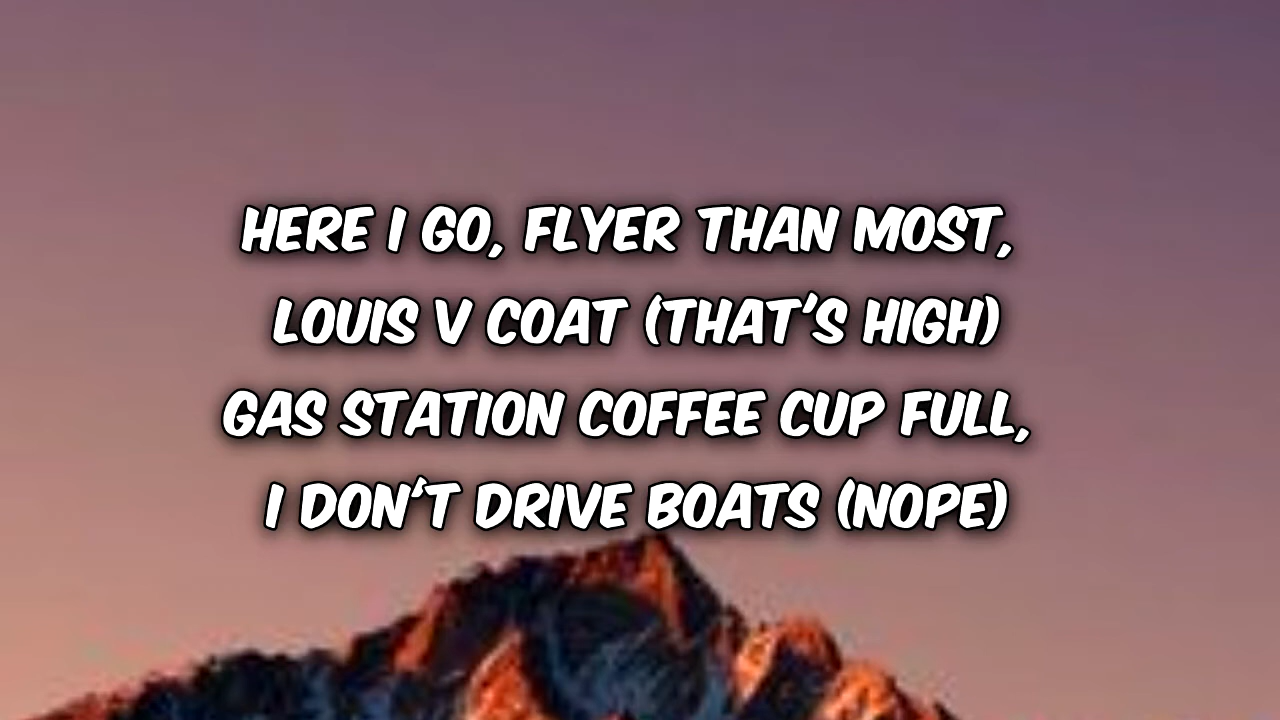 HERE I GO, FLYER THAN MOST,
LOUIS V COAT (THAT'S HIGH)
GAS STATION COFFEE CUP FULL,
I DON'T DRIVE BOATS (NOPE)